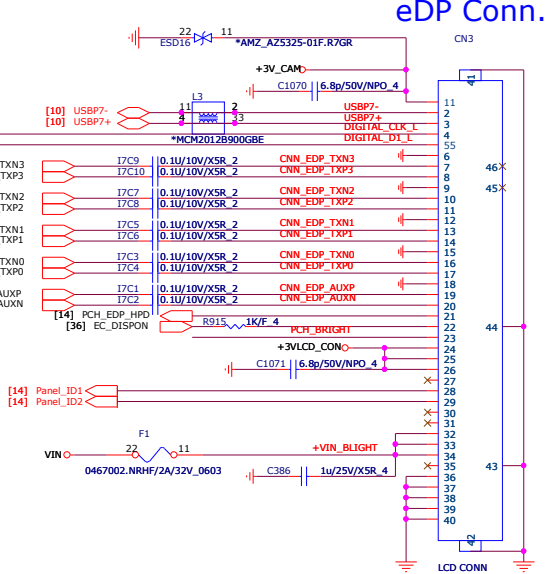 eDP Conn.
CN3
22 11
ESD16 *AMZ_AZ5325-01F.R7GR
41
+3V_CAM
C1070 6.8p/50V/NPO_4
L3
[10] USBP7- 11 2 USBP7- 2
[10] USBP7+ 4 3 USBP7+ 3
DIGITAL_CLK_L 4
*MCM2012B900GBE DIGITAL_D1_L 55
6
TXN3 I7C9 0.1U/10V/X5R_2 CNN_EDP_TXN3 7 46
TXP3 I7C10 0.1U/10V/X5R_2 CNN_EDP_TXP3 8
9 45
TXN2 I7C7 0.1U/10V/X5R_2 CNN_EDP_TXN2 10
TXP2 I7C8 0.1U/10V/X5R_2 CNN_EDP_TXP2 11
12
TXN1 I7C5 0.1U/10V/X5R_2 CNN_EDP_TXN1 13
TXP1 I7C6 0.1U/10V/X5R_2 CNN_EDP_TXP1 14
15
TXN0 I7C3 0.1U/10V/X5R_2 CNN_EDP_TXN0 16
TXP0 I7C4 0.1U/10V/X5R_2 CNN_EDP_TXP0 17
18
AUXP I7C1 0.1U/10V/X5R_2 CNN_EDP_AUXP 19
AUXN I7C2 0.1U/10V/X5R_2 CNN_EDP_AUXN 20
[14] PCH_EDP_HPD 21
[36] EC_DISPON R915 1K/F_4 22 44
PCH_BRIGHT 23
+3VLCD_CON 24
25
C1071 6.8p/50V/NPO_4 26
27
[14] Panel_ID1 28
[14] Panel_ID2 29
30
31
F1 32
+VIN_BLIGHT 33
VIN 22 11 34
0467002.NRHF/2A/32V_0603 35 43
C386 1u/25V/X5R_4 36
37
38
39
40
42
LCD CONN